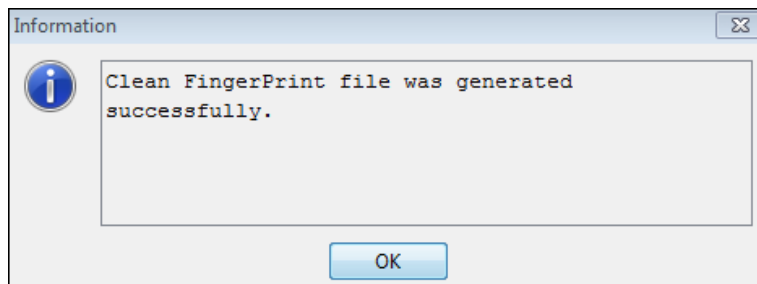 Information
Clean FingerPrint file was generated
successfully.
OK